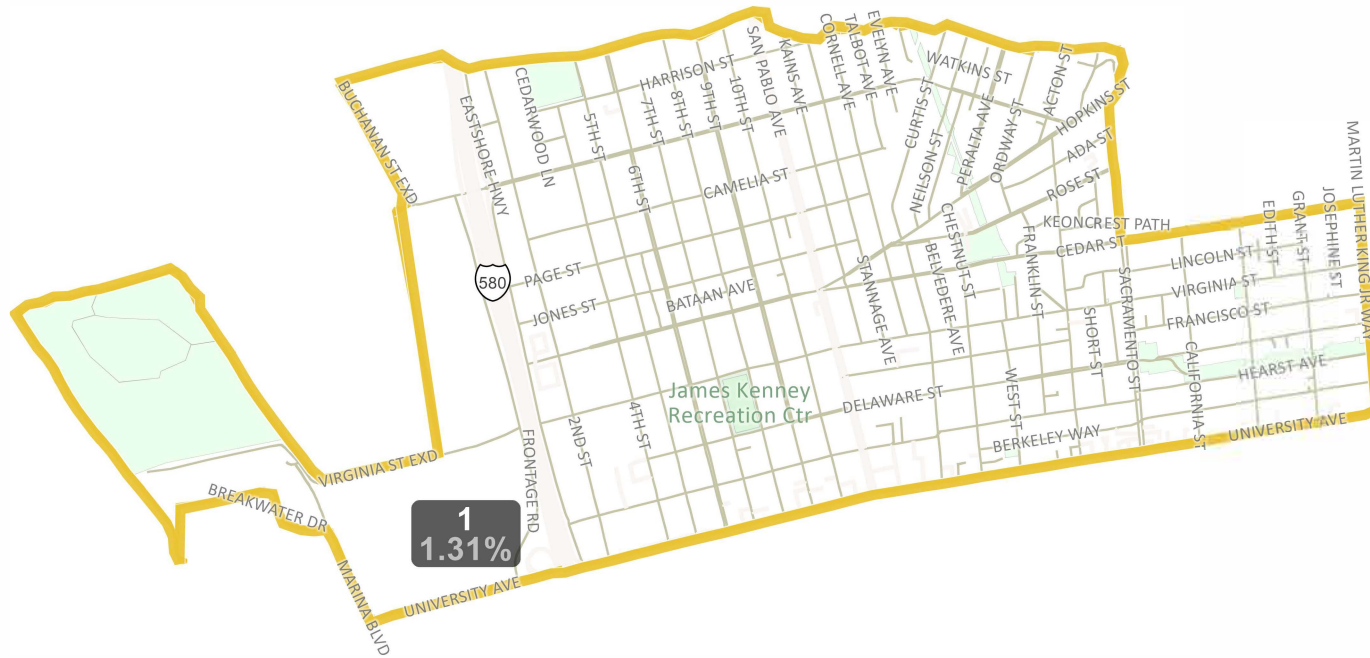 EVELYN AVE
TALBOT AVE
CORNELL AVE
KAINS AVE
SAN PABLO AVE
10TH ST
9TH ST
8TH ST
7TH ST
HARRISON ST
WATKINS ST
ACTON ST
HOPKINS ST
BUCHANAN ST EXD
EASTSHORE HWY
CEDARWOOD LN
5TH ST
6TH ST
CURTIS ST
NEILSON ST
PERALTA AVE
ORDWAY ST
ADA ST
ROSE ST
MARTIN LUTHER KING JR WAY
JOSEPHINE ST
GRANT ST
EDITH ST
CAMELIA ST
KEONCREST PATH
CEDAR ST
CHESTNUT ST
BELVEDERE AVE
FRANKLIN ST
LINCOLN ST
VIRGINIA ST
FRANCISCO ST
580
PAGE ST
JONES ST
BATAAN AVE
STANNAGE AVE
SHORT ST
SACRAMENTO ST
CALIFORNIA ST
HEARST AVE
James Kenney
Recreation Ctr
DELAWARE ST
WEST ST
BERKELEY WAY
UNIVERSITY AVE
4TH ST
2ND ST
FRONTAGE RD
VIRGINIA ST EXD
BREAKWATER DR
1
1.31%
MARINA BLVD
UNIVERSITY AVE